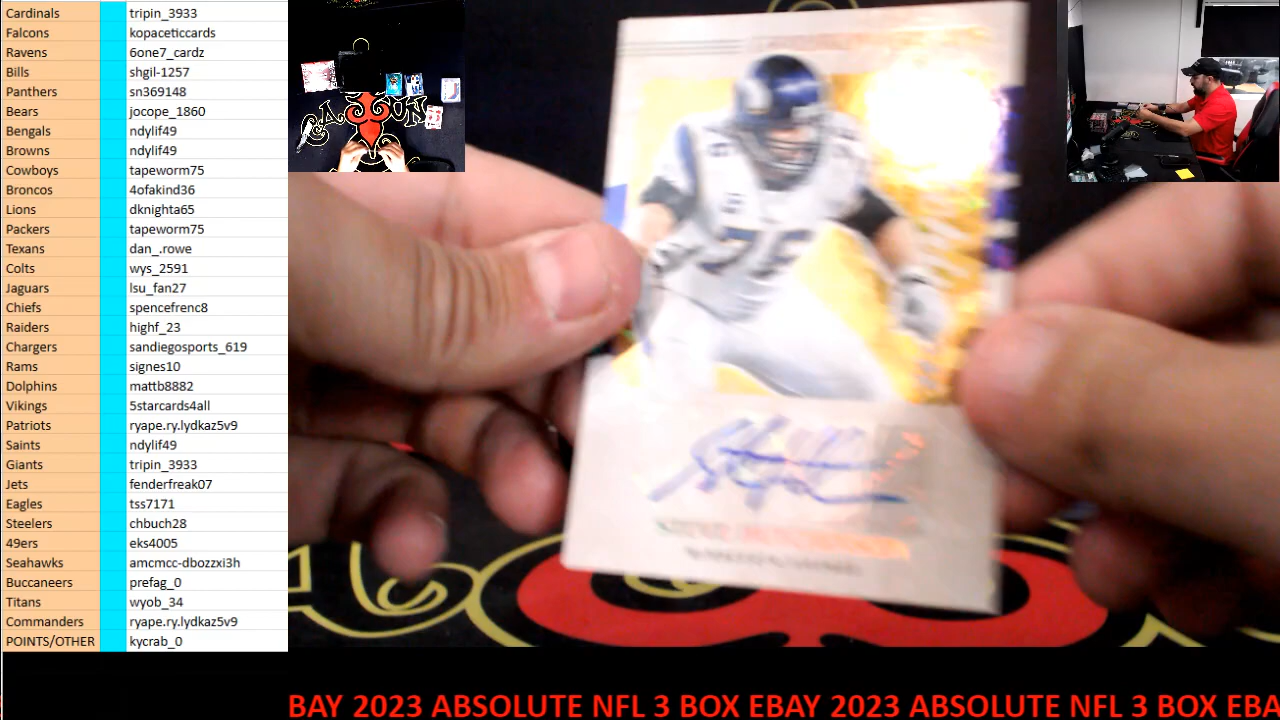 Cardinals tripin_3933
Falcons kopaceticcards
Ravens 6one7_cardz
Bills shgil-1257
Panthers sn369148
Bears jocope_1860
Bengals ndylif49
Browns ndylif49
Cowboys tapeworm75
Broncos 4ofakind36
Lions dknighta65
Packers tapeworm75
Texans dan_.rowe
Colts wys_2591
Jaguars lsu_fan27
Chiefs spencefrenc8
Raiders highf_23
Chargers sandiegosports_619
Rams signes10
Dolphins mattb8882
Vikings 5starcards4all
Patriots ryape.ry.lydkaz5v9
Saints ndylif49
Giants tripin_3933
Jets fenderfreak07
Eagles tss7171
Steelers chbuch28
49ers eks4005
Seahawks amcmcc-dbozzxi3h
Buccaneers prefag_0
Titans wyob_34
Commanders ryape.ry.lydkaz5v9
POINTS/OTHER kycrab_0
76
BAY 2023 ABSOLUTE NFL 3 BOX EBAY 2023 ABSOLUTE NFL 3 BOX EBA